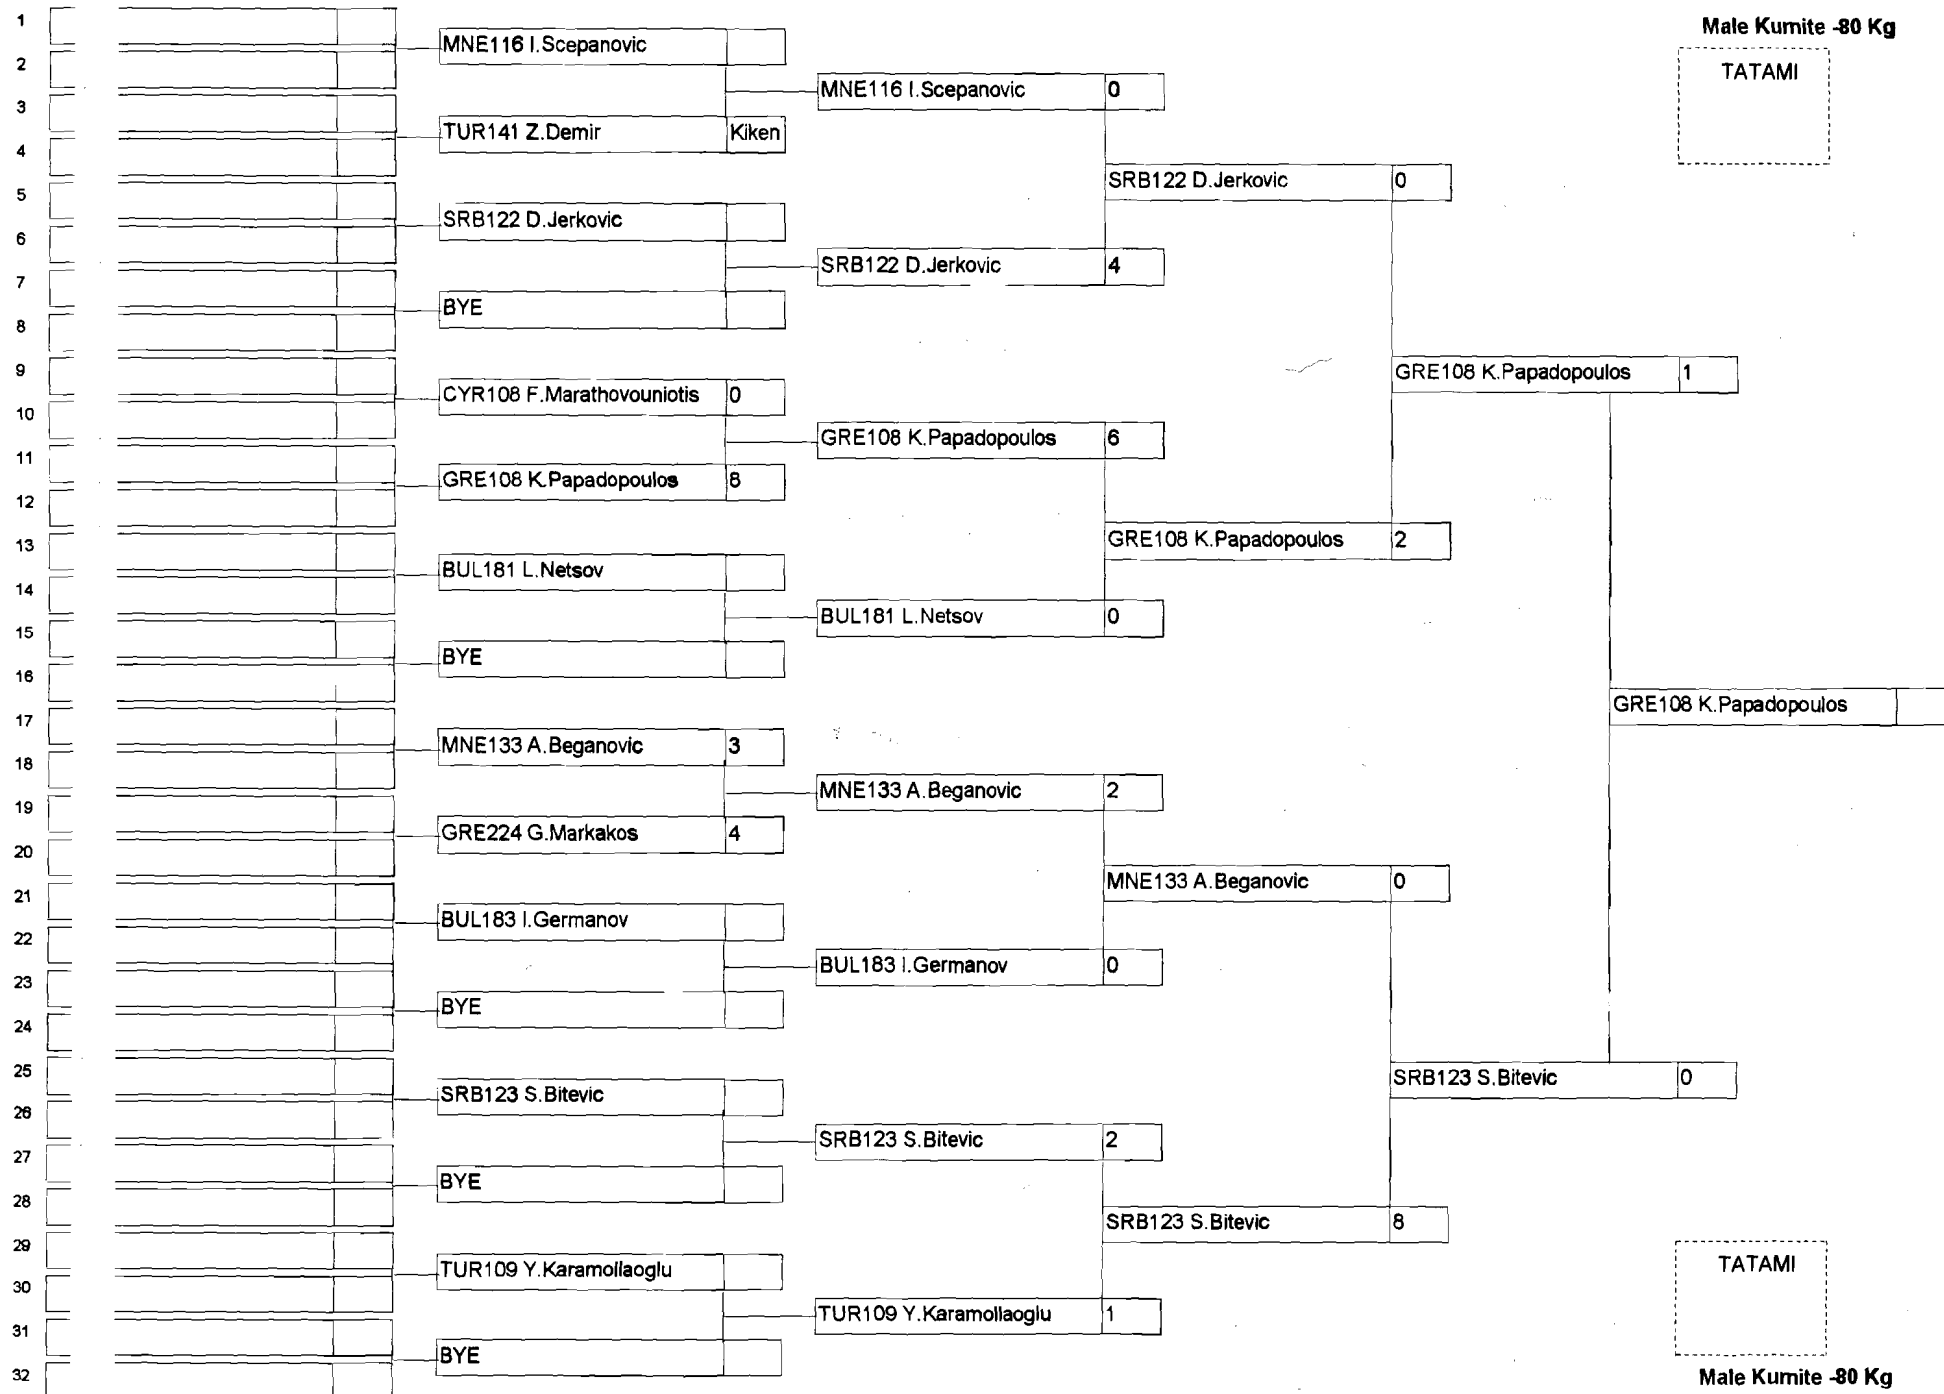 1
2
3
4
5
6
7
8
9
10
11
12
13
14
15
16
17
18
19
20
21
22
23
24
25
26
27
28
29
30
31
32
MNE116 I.Scepanovic
TUR141 Z.Demir Kiken
SRB122 D.Jerkovic
BYE
CYR108 F.Marathovouniotis 0
GRE108 K.Papadopoulos 8
BUL181 L.Netsov
BYE
MNE133 A.Beganovic 3
GRE224 G.Markakos 4
BUL183 I.Germanov
BYE
SRB123 S.Bitevic
BYE
TUR109 Y.Karamollaoglu
BYE
MNE116 I.Scepanovic 0
SRB122 D.Jerkovic 4
GRE108 K.Papadopoulos 6
BUL181 L.Netsov 0
MNE133 A.Beganovic 2
BUL183 I.Germanov 0
SRB123 S.Bitevic 2
TUR109 Y.Karamollaoglu 1
SRB122 D.Jerkovic 0
GRE108 K.Papadopoulos 2
MNE133 A.Beganovic 0
SRB123 S.Bitevic 8
GRE108 K.Papadopoulos 1
SRB123 S.Bitevic 0
GRE108 K.Papadopoulos
Male Kumite -80 Kg
TATAMI
TATAMI
Male Kumite -80 Kg